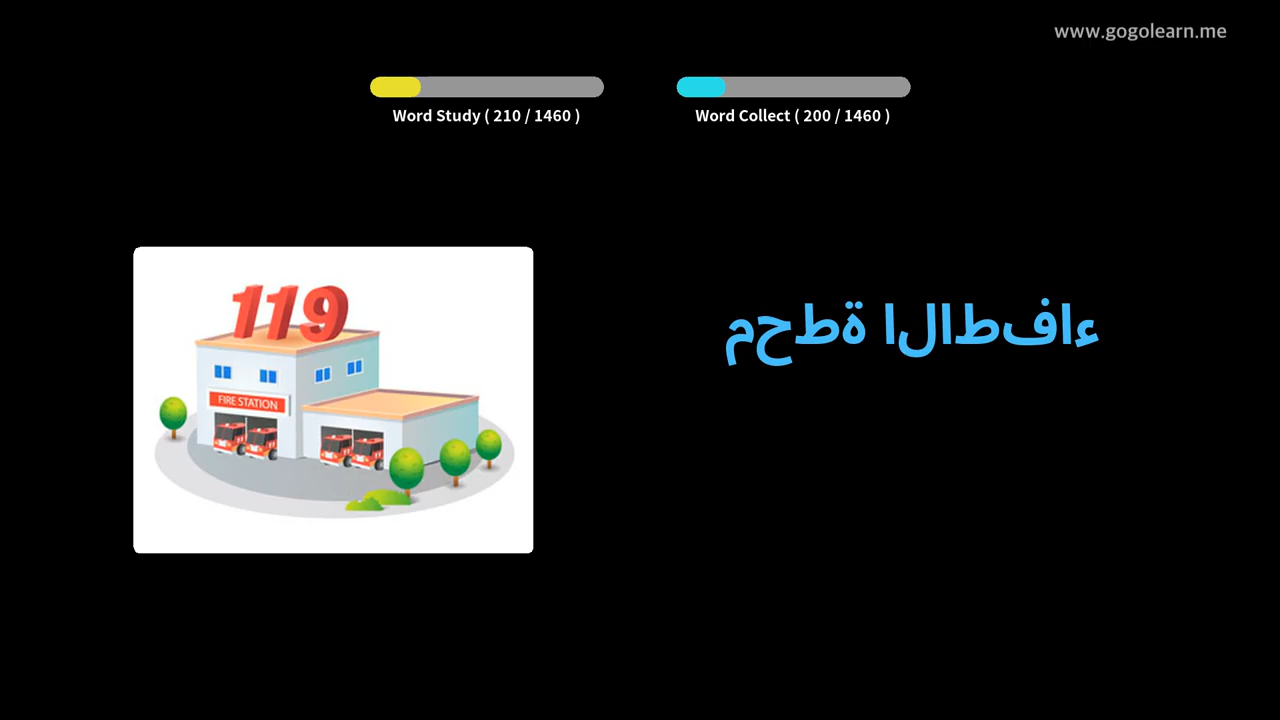 www.gogolearn.me
Word Study ( 210 / 1460 )
Word Collect ( 200 / 1460 )
محطة الاطفاء
119
FIRE STATION